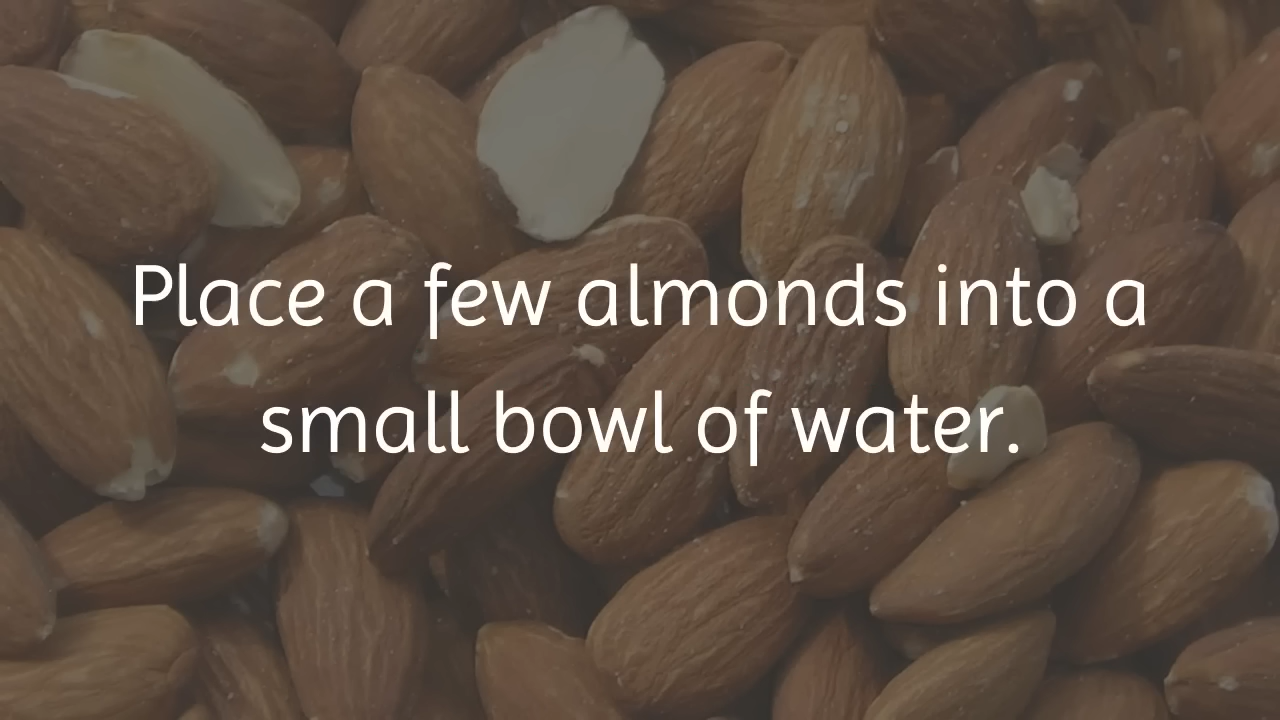 Place a few almonds into a
small bowl of water.